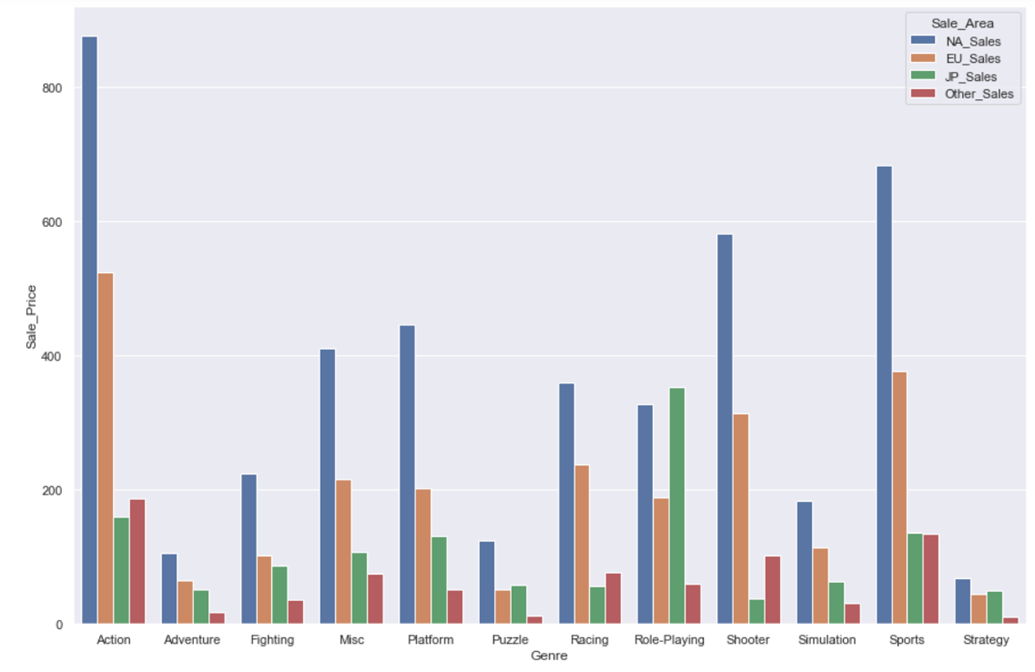 Sale_Area
NA_Sales
EU_Sales
JP_Sales
Other_Sales
800
600
400
200
0
Sale_Price
Action Adventure Fighting Misc Platform Puzzle Racing Role-Playing Shooter Simulation Sports Strategy
Genre